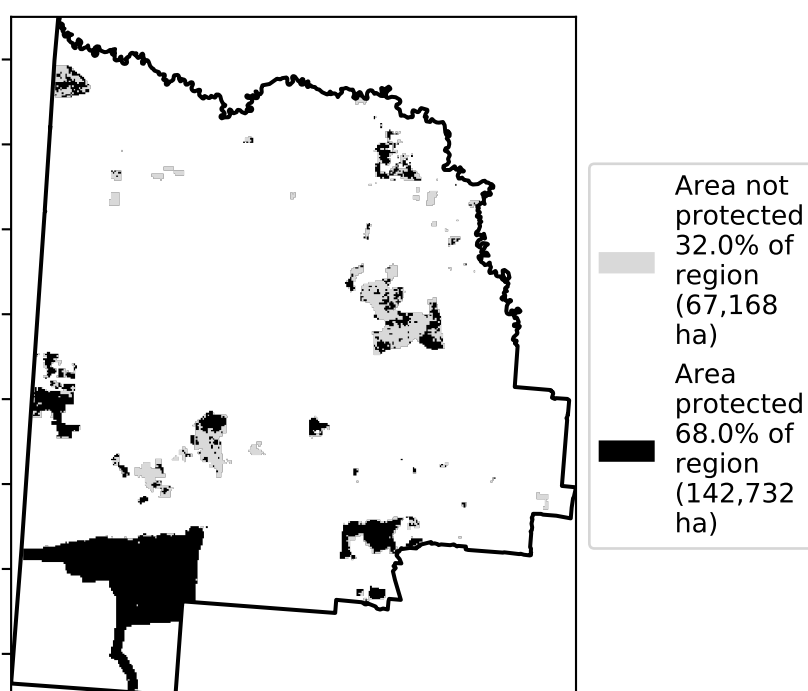 Area not
protected
32.0% of
region
(67,168
ha)
Area
protected
68.0% of
region
(142,732
ha)